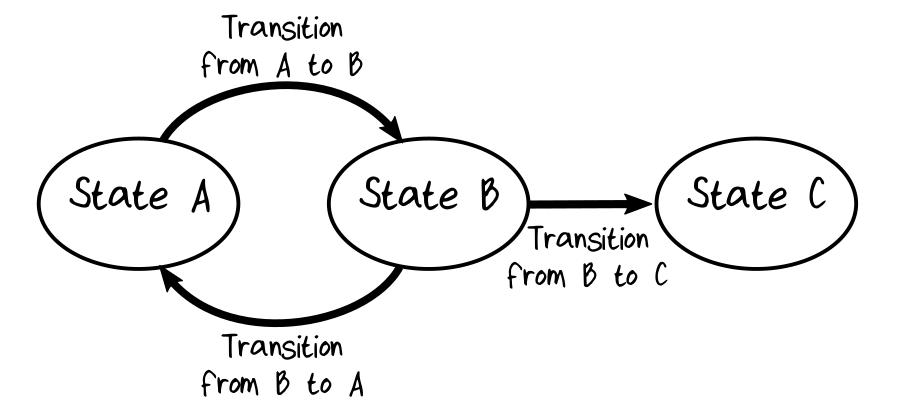 Transition
from A to B
State A
State B
State C
Transition
from B to C
Transition
from B to A